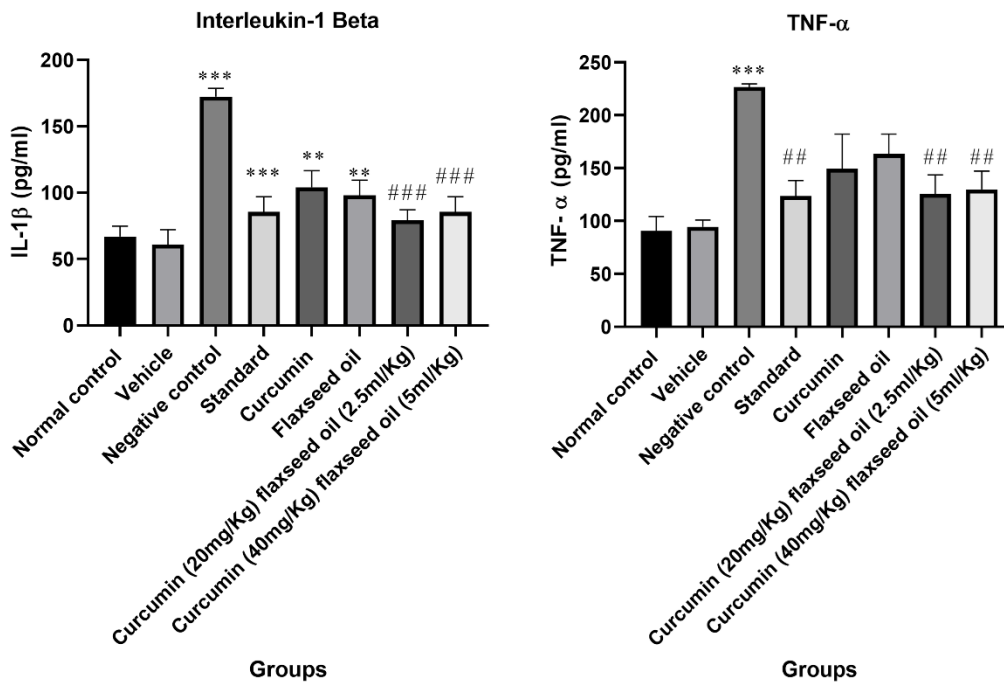 Interleukin-1 Beta
IL-1β (pg/ml)
200
150
100
50
0
***
***
**
**
###
###
Normal control
Vehicle
Negative control
Standard
Curcumin
Flaxseed oil
Curcumin (20mg/Kg) flaxseed oil (2.5ml/Kg)
Curcumin (40mg/Kg) flaxseed oil (5ml/Kg)
Groups
TNF-α
TNF- α (pg/ml)
250
200
150
100
50
0
***
##
##
##
Normal control
Vehicle
Negative control
Standard
Curcumin
Flaxseed oil
Curcumin (20mg/Kg) flaxseed oil (2.5ml/Kg)
Curcumin (40mg/Kg) flaxseed oil (5ml/Kg)
Groups